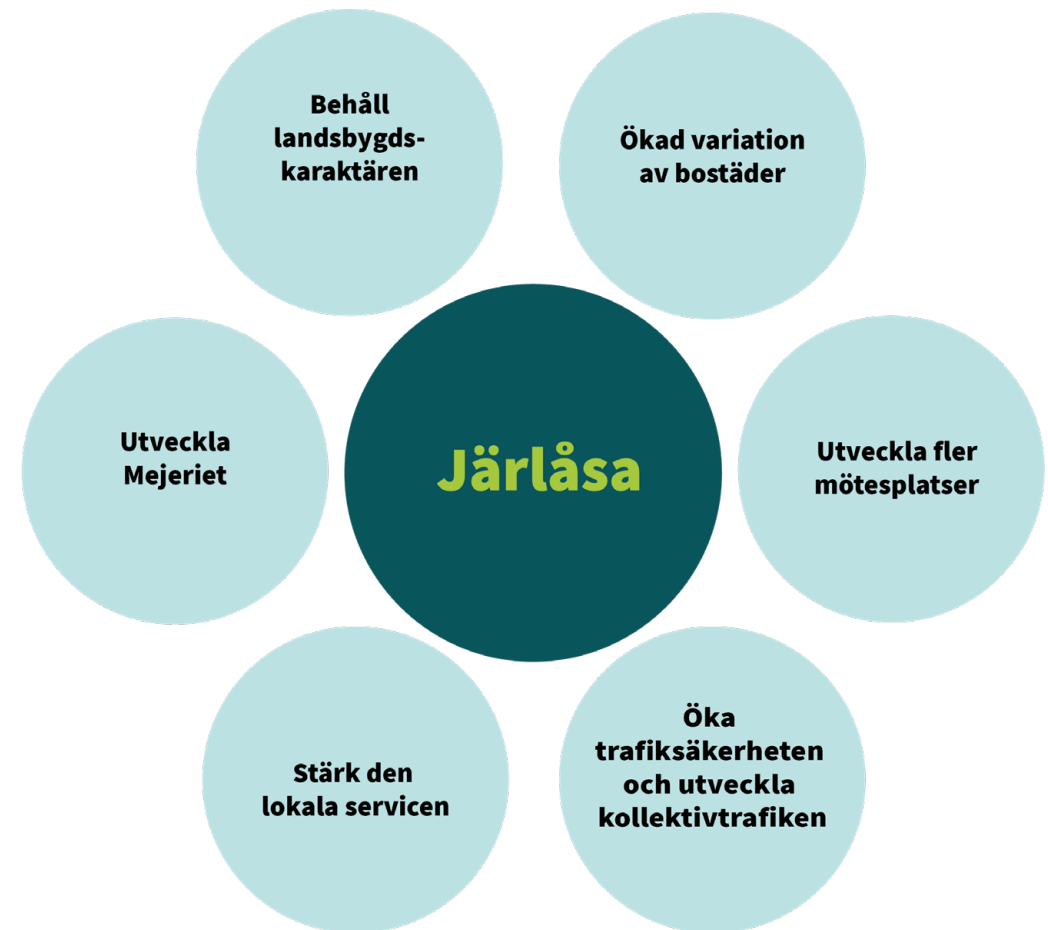 Behåll
landsbygds-
karaktären
Ökad variation
av bostäder
Utveckla
Mejeriet
Järlåsa
Utveckla fler
mötesplatser
Stärk den
lokala servicen
Öka
trafiksäkerheten
och utveckla
kollektivtrafiken